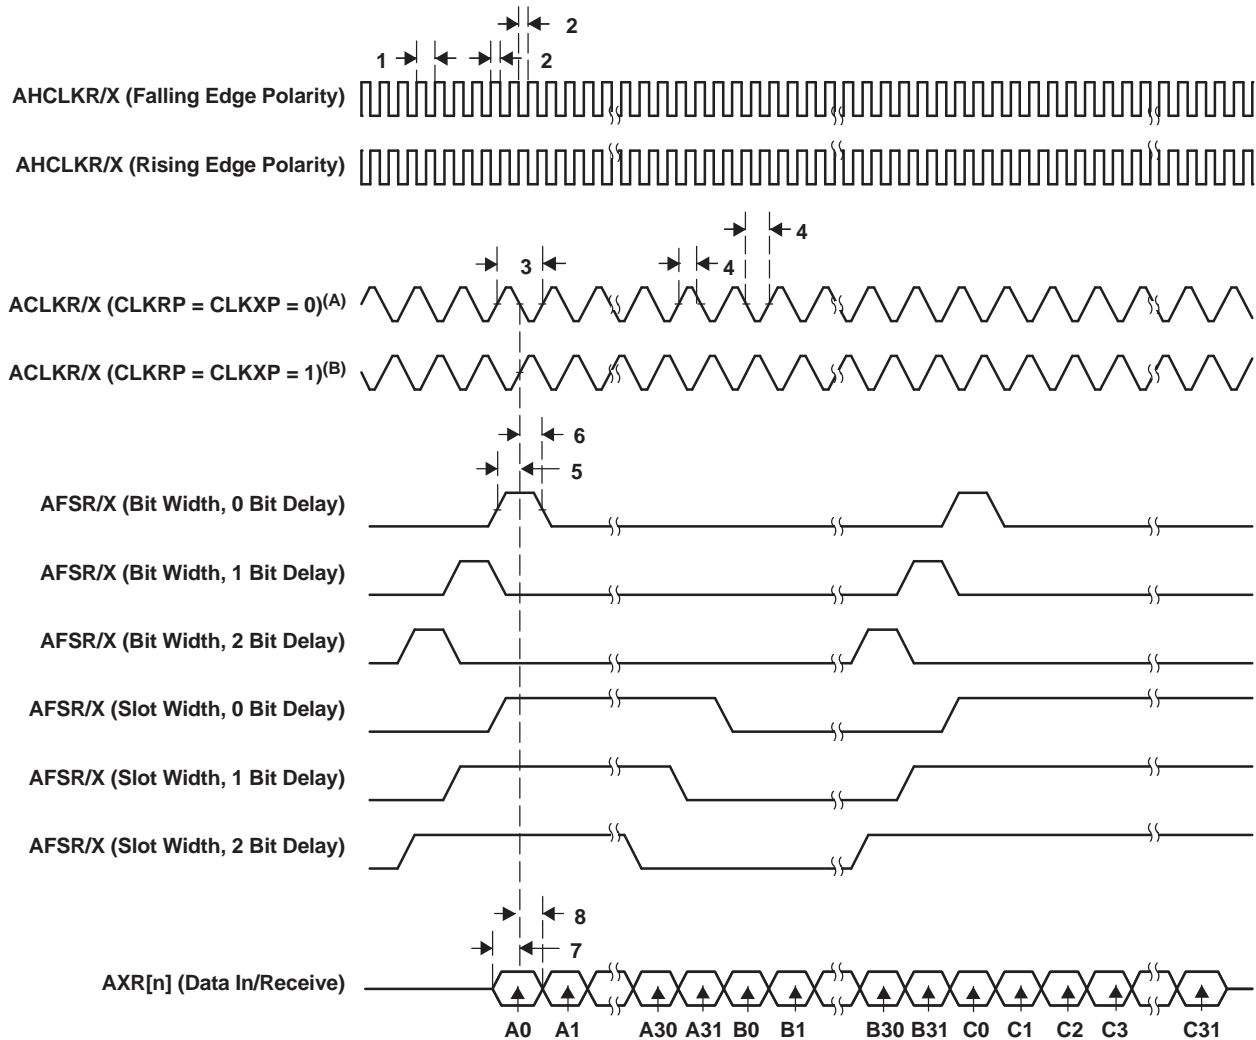 2
1
2
AHCLKR/X (Falling Edge Polarity)
AHCLKR/X (Rising Edge Polarity)
4
3
4
ACLKR/X (CLKRP = CLKXP = 0)(A)
ACLKR/X (CLKRP = CLKXP = 1)(B)
6
5
AFSR/X (Bit Width, 0 Bit Delay)
AFSR/X (Bit Width, 1 Bit Delay)
AFSR/X (Bit Width, 2 Bit Delay)
AFSR/X (Slot Width, 0 Bit Delay)
AFSR/X (Slot Width, 1 Bit Delay)
AFSR/X (Slot Width, 2 Bit Delay)
8
7
AXR[n] (Data In/Receive)
A0 A1 A30 A31 B0 B1 B30 B31 C0 C1 C2 C3 C31